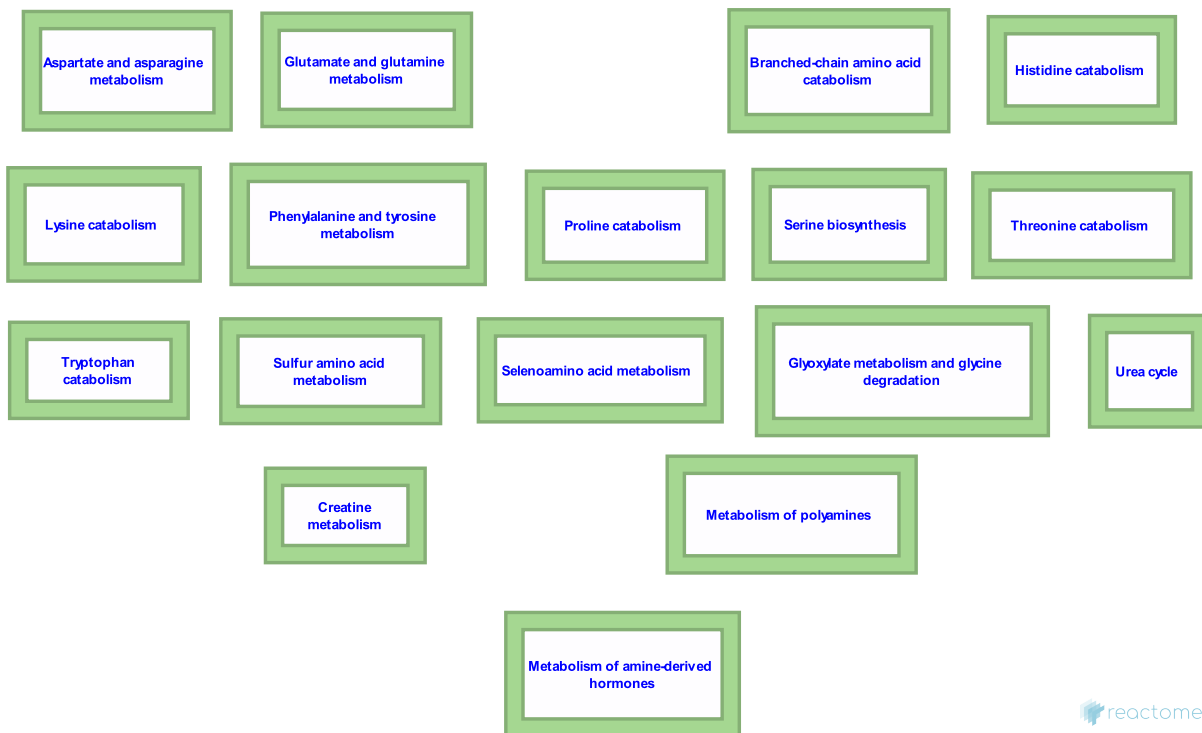 Aspartate and asparagine
metabolism
Glutamate and glutamine
metabolism
Branched-chain amino acid
catabolism
Histidine catabolism
Lysine catabolism
Phenylalanine and tyrosine
metabolism
Proline catabolism
Serine biosynthesis
Threonine catabolism
Tryptophan
catabolism
Sulfur amino acid
metabolism
Selenoamino acid metabolism
Glyoxylate metabolism and glycine
degradation
Urea cycle
Creatine
metabolism
Metabolism of polyamines
Metabolism of amine-derived
hormones
reactome